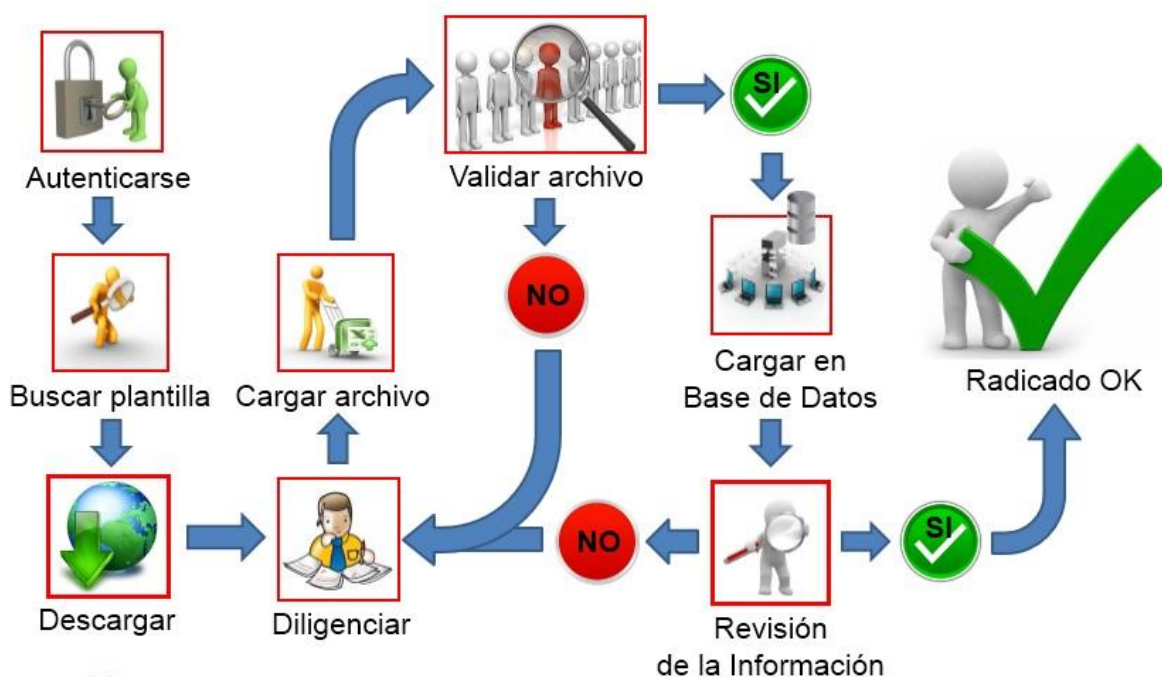 Autenticarse
Buscar plantilla
Descargar
Diligenciar
Cargar archivo
Validar archivo
NO
SI
Cargar en
Base de Datos
Revisión
de la Información
NO
SI
Radicado OK